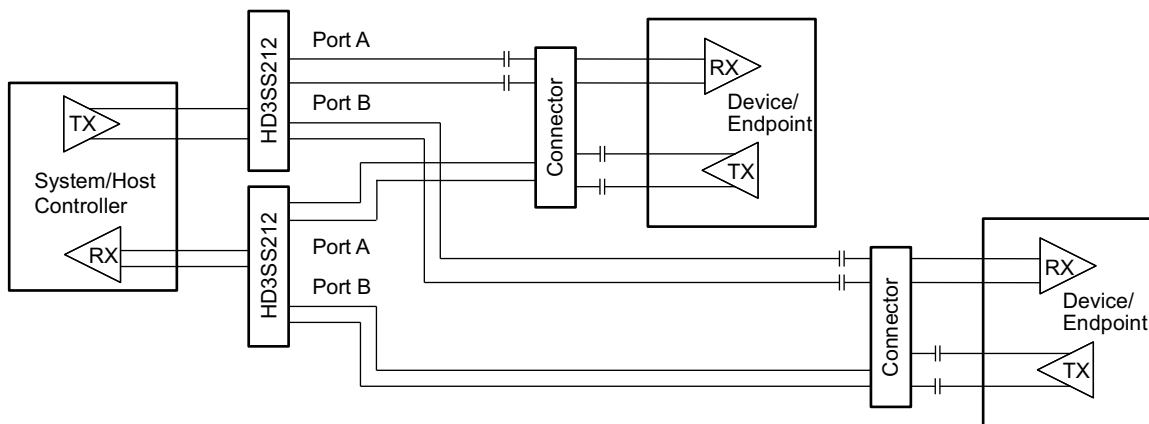 HD3SS212
Port A
Port B
TX
System/Host
Controller
RX
HD3SS212
Port A
Port B
Connector
RX
Device/
Endpoint
TX
Connector
RX
Device/
Endpoint
TX